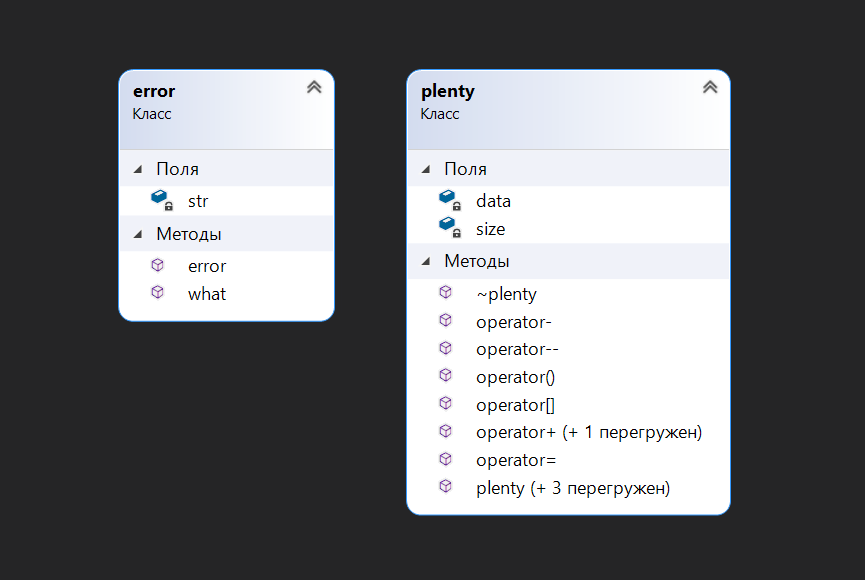 error
Класс
Поля
str
Методы
error
what
plenty
Класс
Поля
data
size
Методы
~plenty
operator-
operator--
operator()
operator[]
operator+ (+ 1 перегружен)
operator=
plenty (+ 3 перегружен)